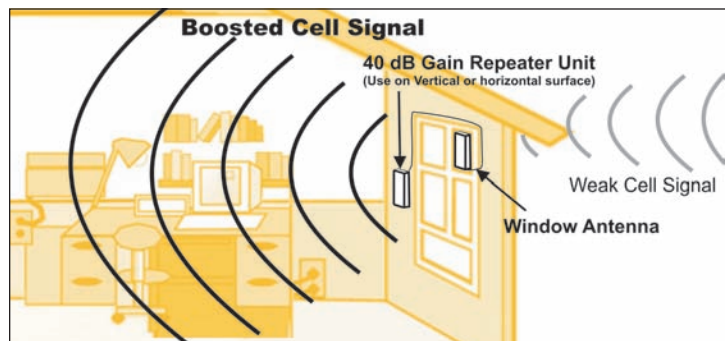 Boosted Cell Signal
40 dB Gain Repeater Unit
(Use on Vertical or horizontal surface)
Weak Cell Signal
Window Antenna